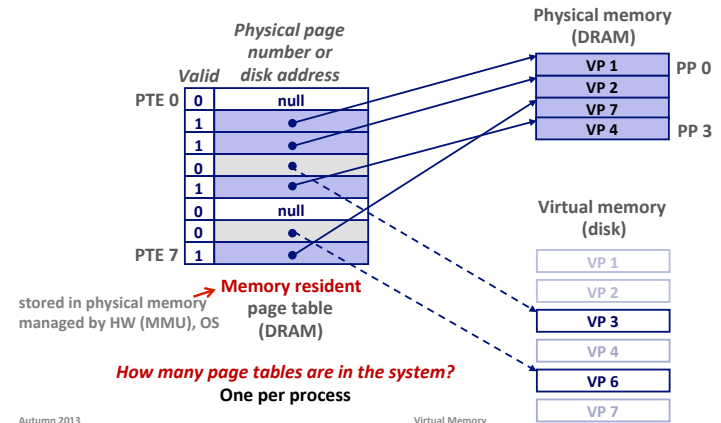 Physical memory
(DRAM)
Physical page
number or
disk address
Valid
VP 1
PP 0
VP 2
VP 7
VP 4
PP 3
PTE 0
0
null
1
1
0
1
0
null
0
PTE 7
1
Virtual memory
(disk)
VP 1
VP 2
VP 3
VP 4
VP 6
VP 7
Memory resident
page table
(DRAM)
stored in physical memory
managed by HW (MMU), OS
How many page tables are in the system?
One per process
Autumn 2013
Virtual Memory